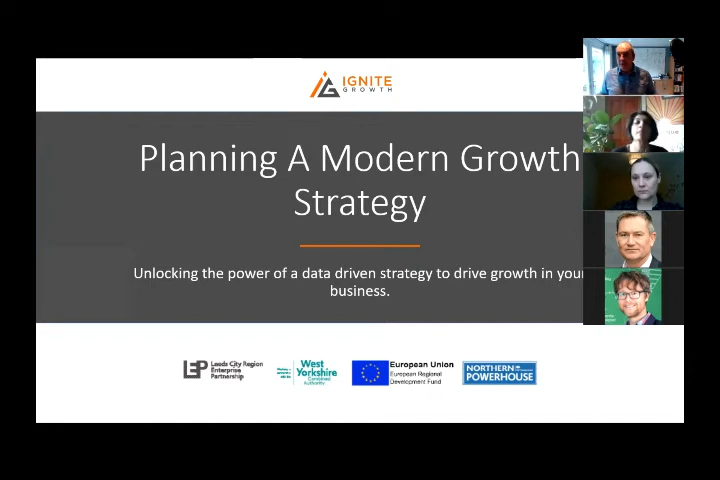 IGNITE
GROWTH
Planning A Modern Growth
Strategy
Unlocking the power of a data driven strategy to drive growth in your
business.
LEP
Leeds City Region
Enterprise
Partnership
West
Yorkshire
Combined
Authority
European Union
European Regional
Development Fund
NORTHERN
POWERHOUSE